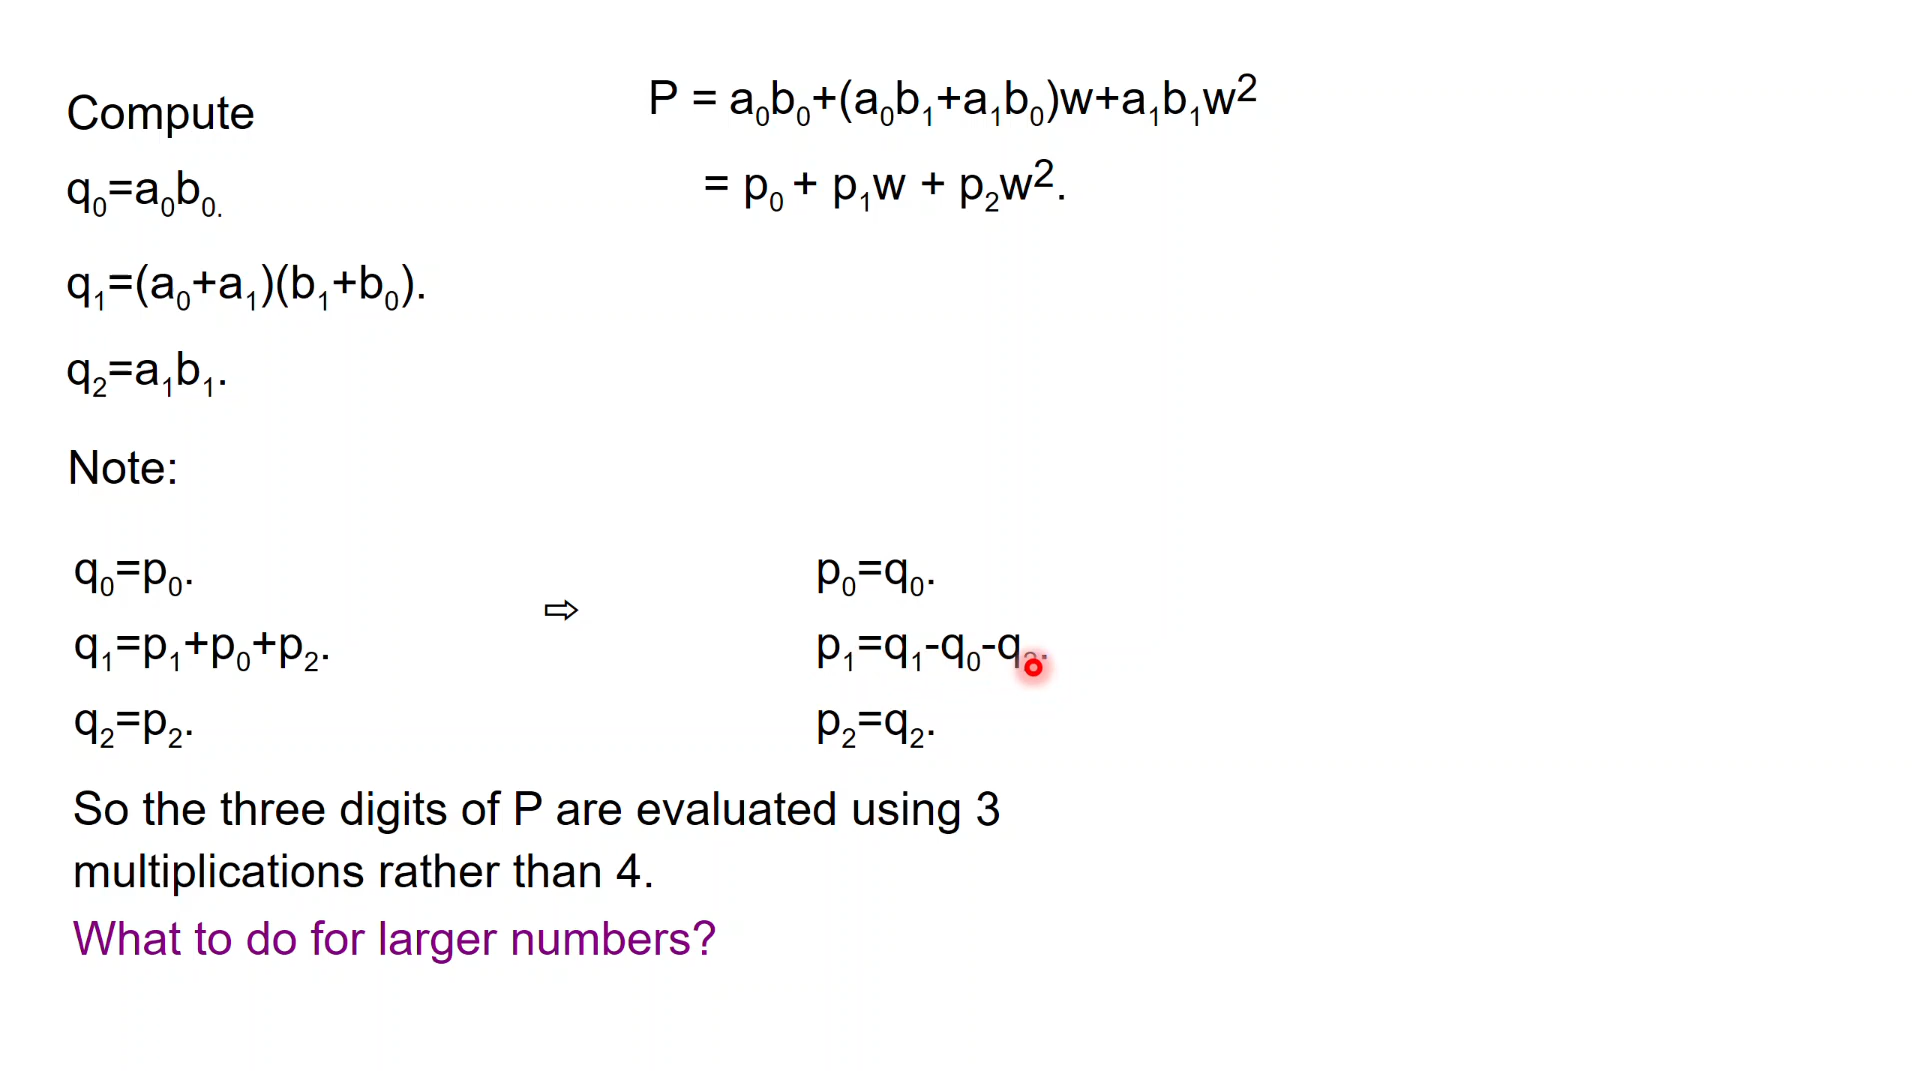 Compute
P = a₀b₀+(a₀b₁+a₁b₀)w+a₁b₁w²
= p₀ + p₁w + p₂w².
q₀=a₀b₀.
q₁=(a₀+a₁)(b₁+b₀).
q₂=a₁b₁.
Note:
q₀=p₀.
q₁=p₁+p₀+p₂.
q₂=p₂.
⇨
p₀=q₀.
p₁=q₁-q₀-q₂.
p₂=q₂.
So the three digits of P are evaluated using 3
multiplications rather than 4.
What to do for larger numbers?